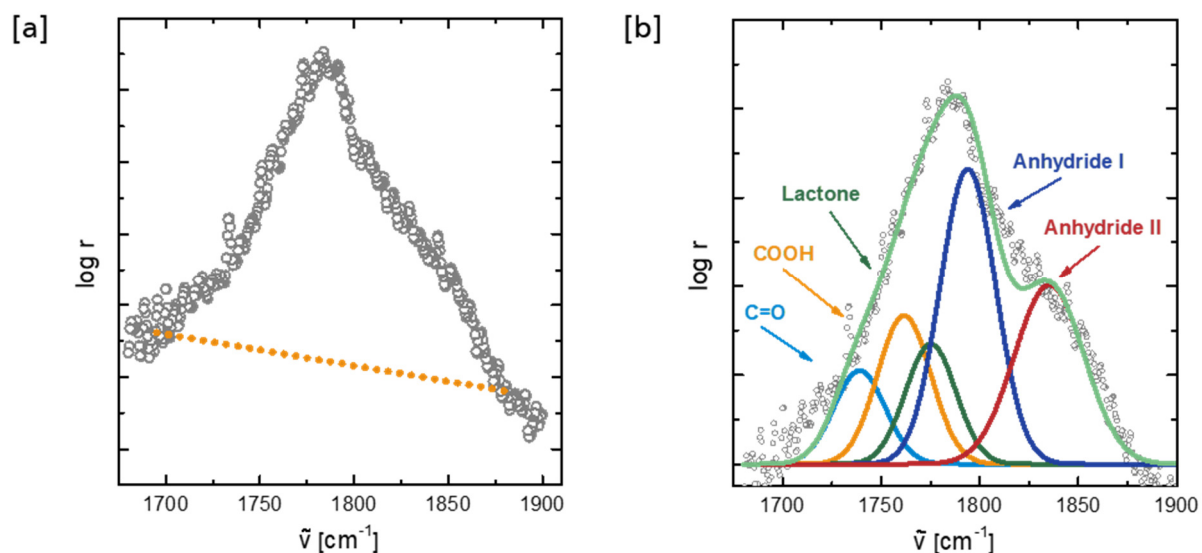 [a]
log r
1700 1750 1800 1850 1900
ṽ [cm⁻¹]
[b]
Anhydride I
Lactone
Anhydride II
COOH
C=O
log r
1700 1750 1800 1850 1900
ṽ [cm⁻¹]